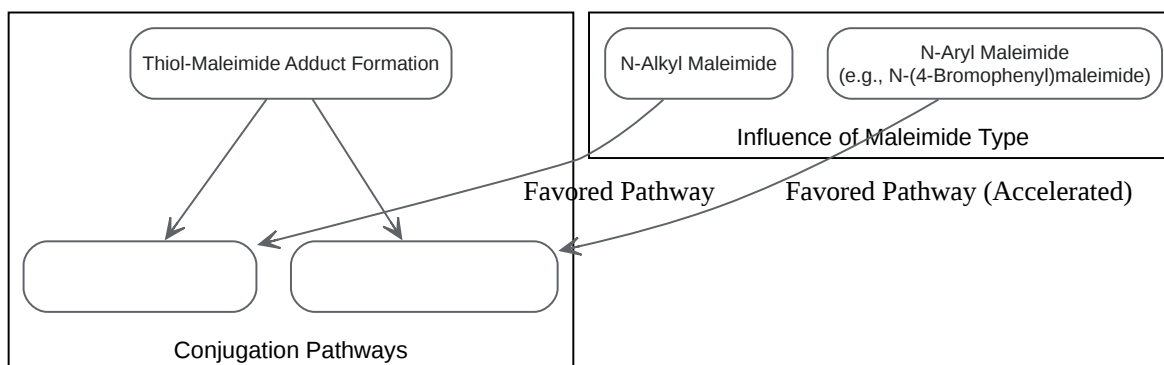 Thiol-Maleimide Adduct Formation
N-Alkyl Maleimide
N-Aryl Maleimide
(e.g., N-(4-Bromophenyl)maleimide)
Influence of Maleimide Type
Favored Pathway
Favored Pathway (Accelerated)
Conjugation Pathways